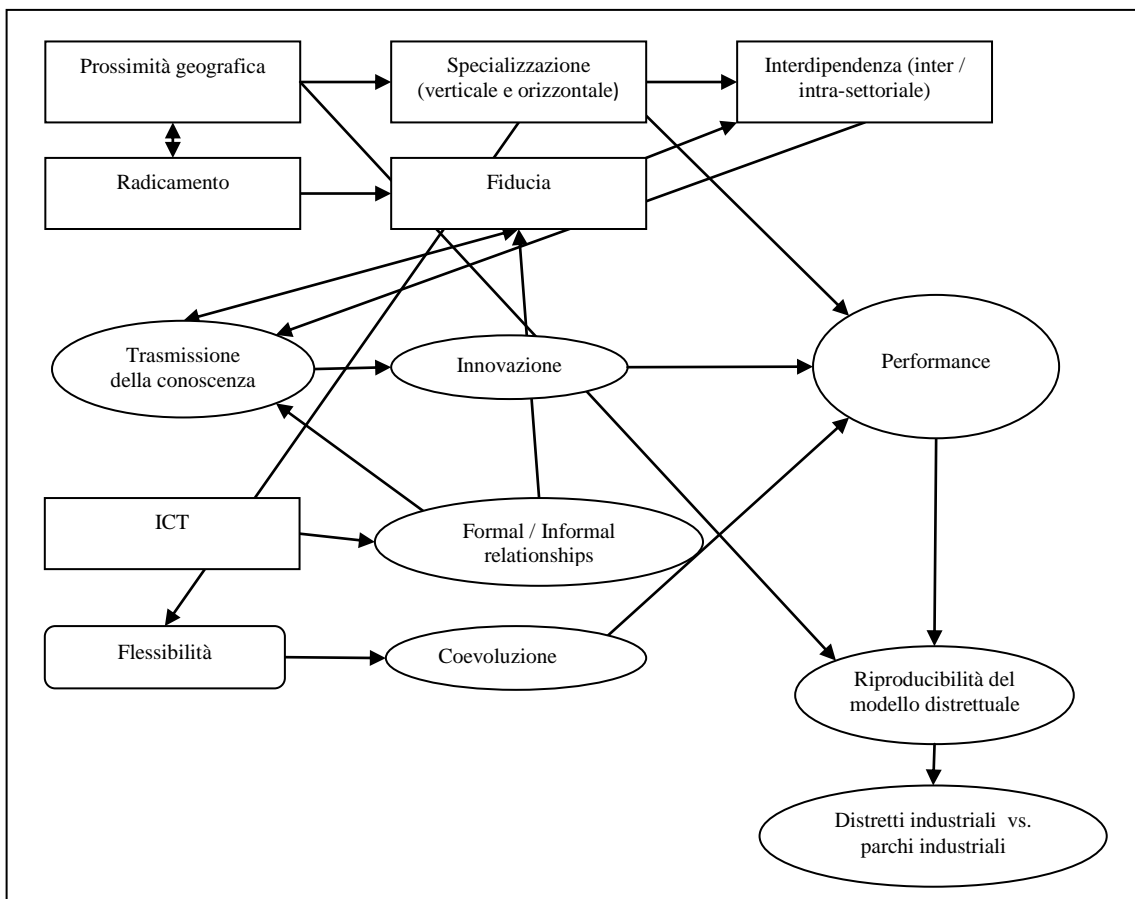 Prossimità geografica
Specializzazione
(verticale e orizzontale)
Interdipendenza (inter /
intra-settoriale)
Radicamento
Fiducia
Trasmissione
della conoscenza
Innovazione
Performance
ICT
Formal / Informal
relationships
Flessibilità
Coevoluzione
Riproducibilità del
modello distrettuale
Distretti industriali vs.
parchi industriali